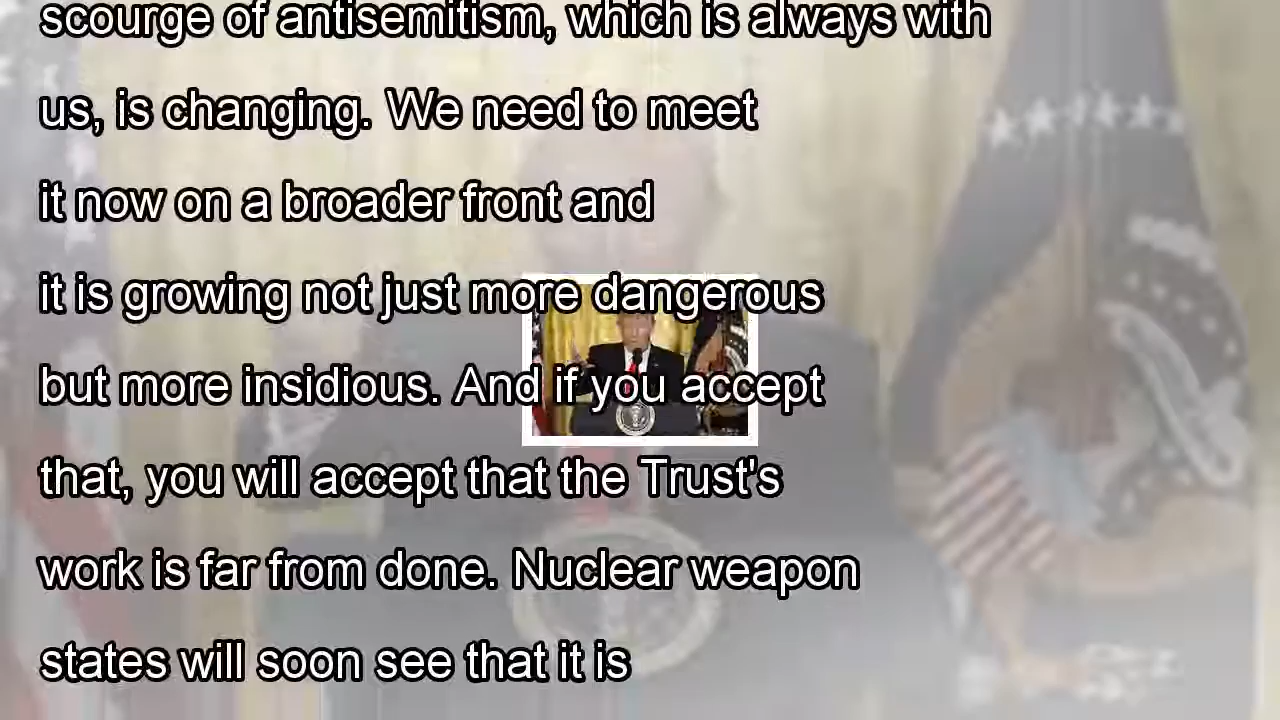 scourge of antisemitism, which is always with
us, is changing. We need to meet
it now on a broader front and
it is growing not just more dangerous
but more insidious. And if you accept
that, you will accept that the Trust's
work is far from done. Nuclear weapon
states will soon see that it is